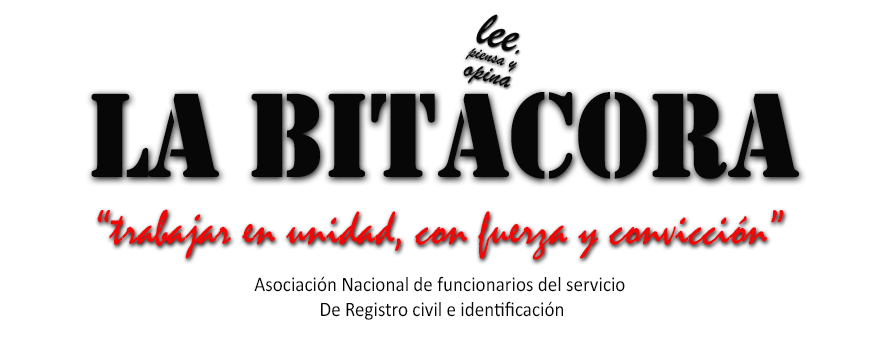 lee,
piensa y
opina
LA BITÁCORA
“trabajar en unidad, con fuerza y convicción”
Asociación Nacional de funcionarios del servicio
De Registro civil e identificación